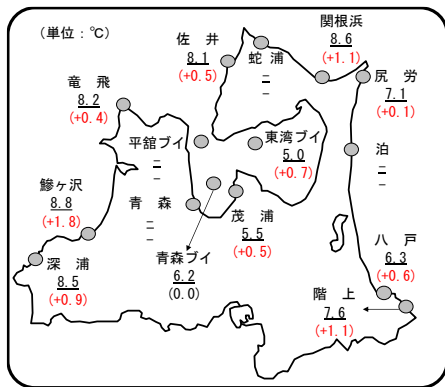 (単位:℃)
佐井
8.1
(+0.5)
蛇浦
－
－
関根浜
8.6
(+1.1)
尻労
7.1
(+0.1)
竜飛
8.2
(+0.4)
平舘ブイ
－
－
東湾ブイ
5.0
(+0.7)
泊
－
－
鰺ヶ沢
8.8
(+1.8)
青森
－
－
茂浦
5.5
(+0.5)
深浦
8.5
(+0.9)
青森ブイ
6.2
(0.0)
八戸
6.3
(+0.6)
階上
7.6
(+1.1)